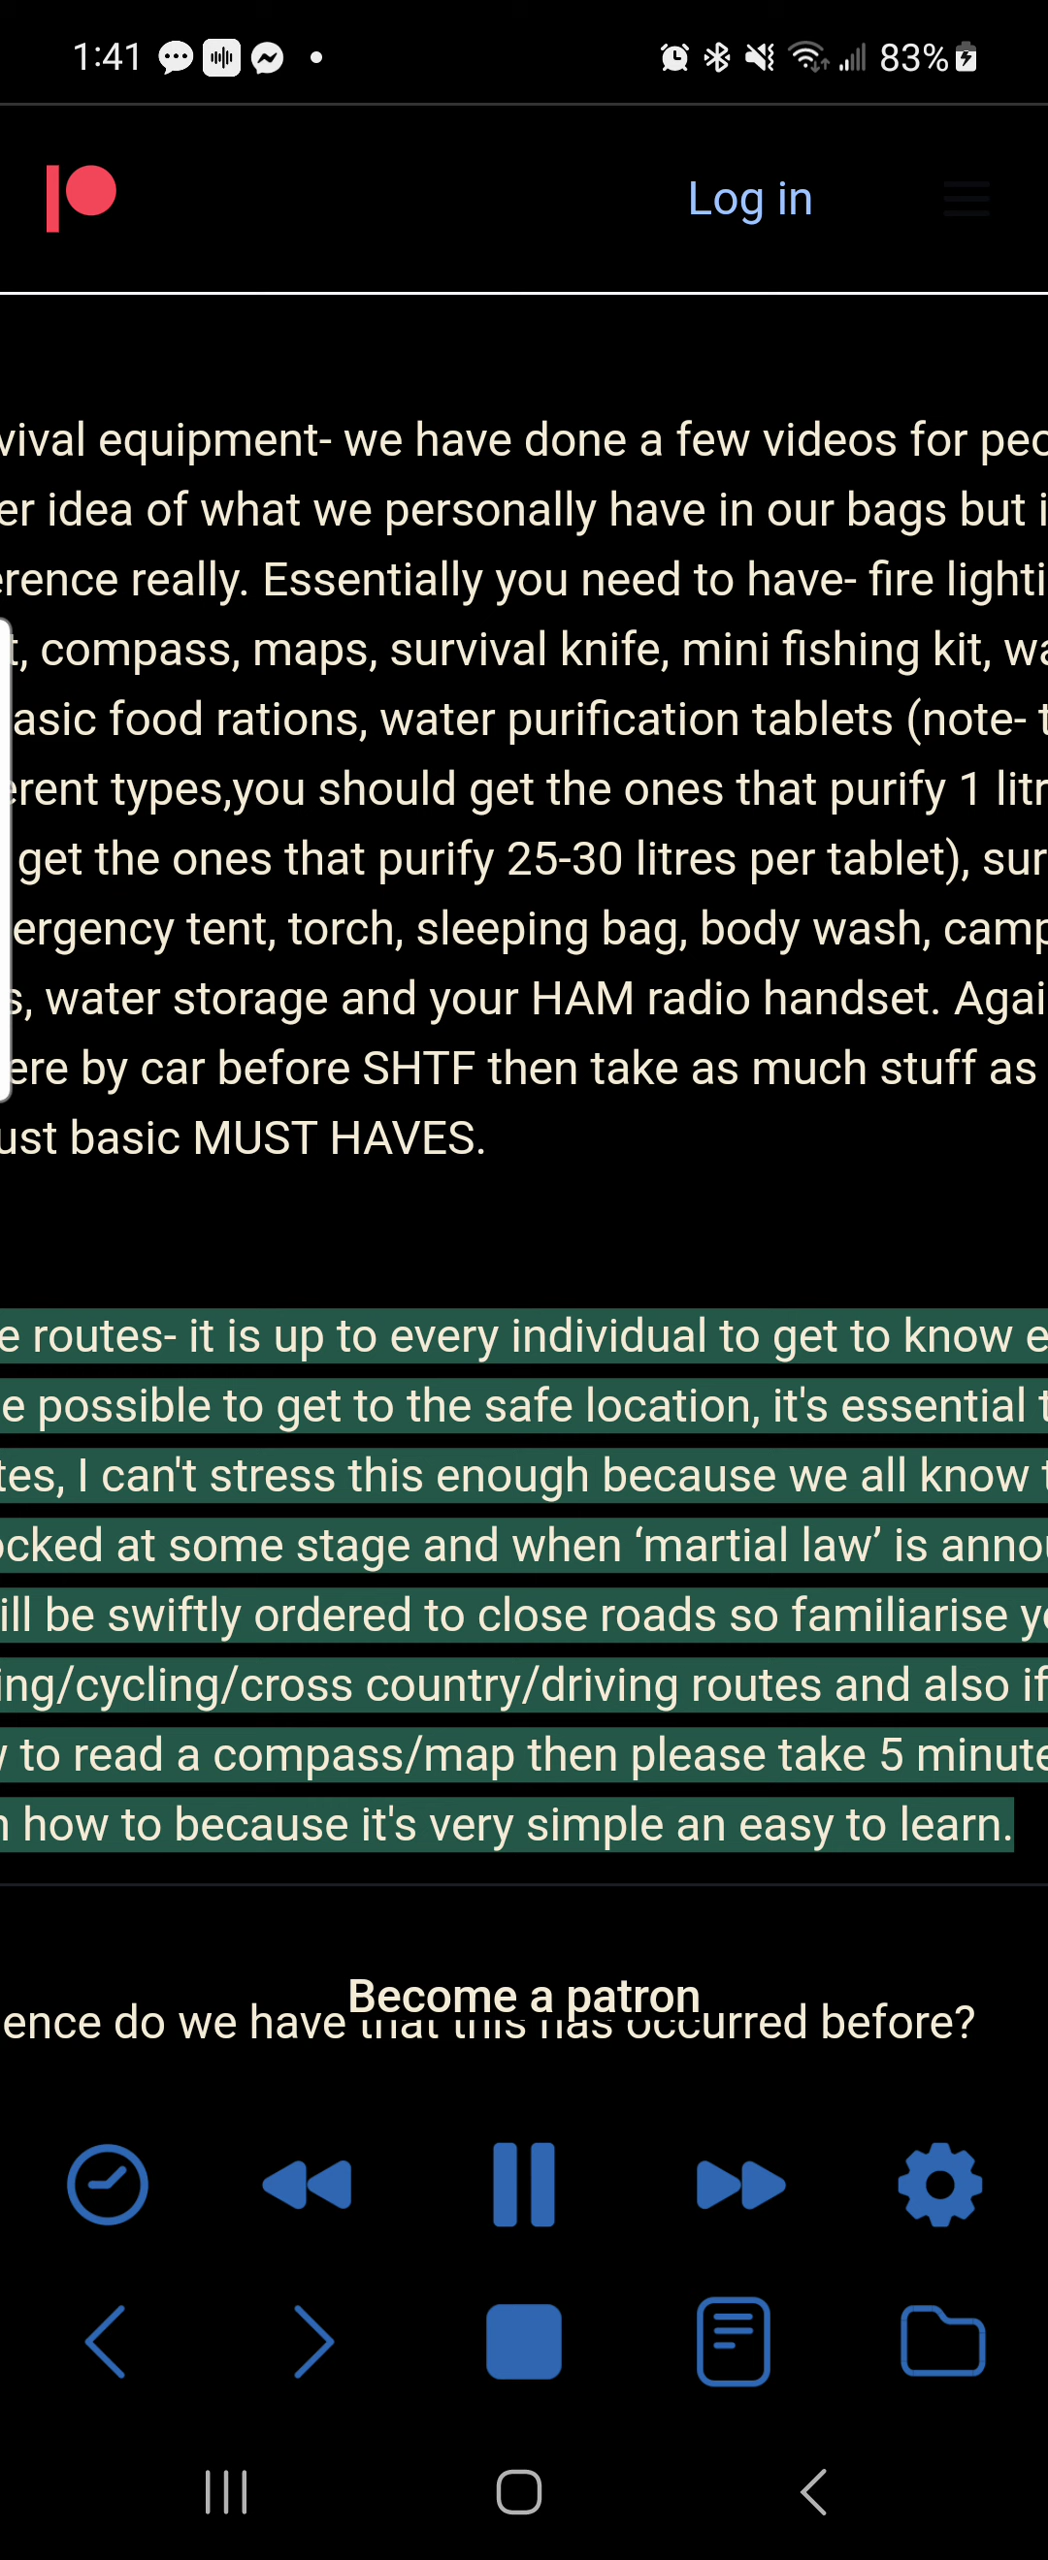 1:41
83%
Log in
vival equipment- we have done a few videos for peo
er idea of what we personally have in our bags but i
erence really. Essentially you need to have- fire lighti
t, compass, maps, survival knife, mini fishing kit, wa
asic food rations, water purification tablets (note- t
erent types,you should get the ones that purify 1 litr
get the ones that purify 25-30 litres per tablet), sur
ergency tent, torch, sleeping bag, body wash, camp
s, water storage and your HAM radio handset. Agai
ere by car before SHTF then take as much stuff as
ust basic MUST HAVES.
e routes- it is up to every individual to get to know e
e possible to get to the safe location, it's essential t
tes, I can't stress this enough because we all know t
ocked at some stage and when ‘martial law’ is annou
ill be swiftly ordered to close roads so familiarise yo
ing/cycling/cross country/driving routes and also if
w to read a compass/map then please take 5 minute
n how to because it's very simple an easy to learn.
Become a patron
ence do we have that this has occurred before?